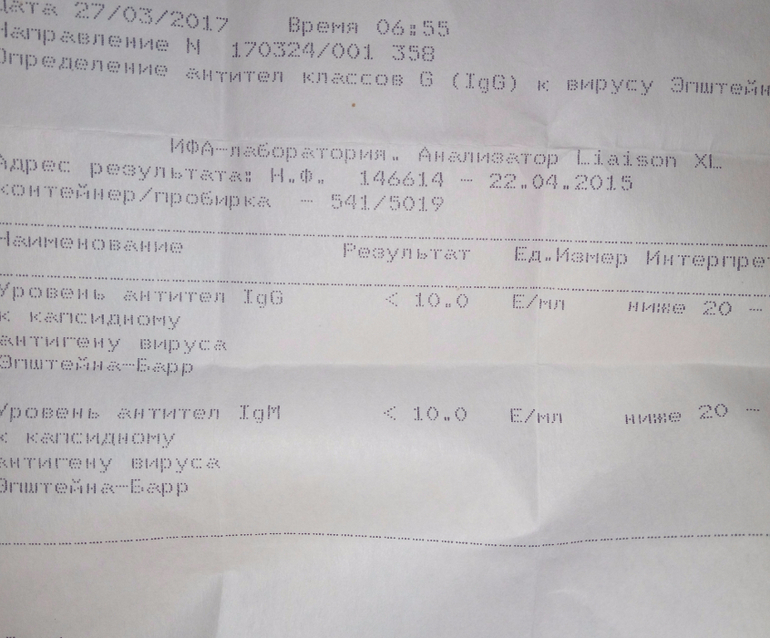 Дата 27/03/2017 Время 06:55
Направление N 170324/001 358
Определение антител классов G (IgG) к вирусу Эпштейн
ИФА-лаборатория. Анализатор Liaison XL
Адрес результата: Н.Ф. 146614 - 22.04.2015
контейнер/пробирка - 541/5019
Наименование Результат Ед.Измер Интерпрет
Уровень антител IgG < 10.0 Е/мл ниже 20 -
к капсидному
антигену вируса
Эпштейна-Барр
Уровень антител IgM < 10.0 Е/мл ниже 20 -
к капсидному
антигену вируса
Эпштейна-Барр